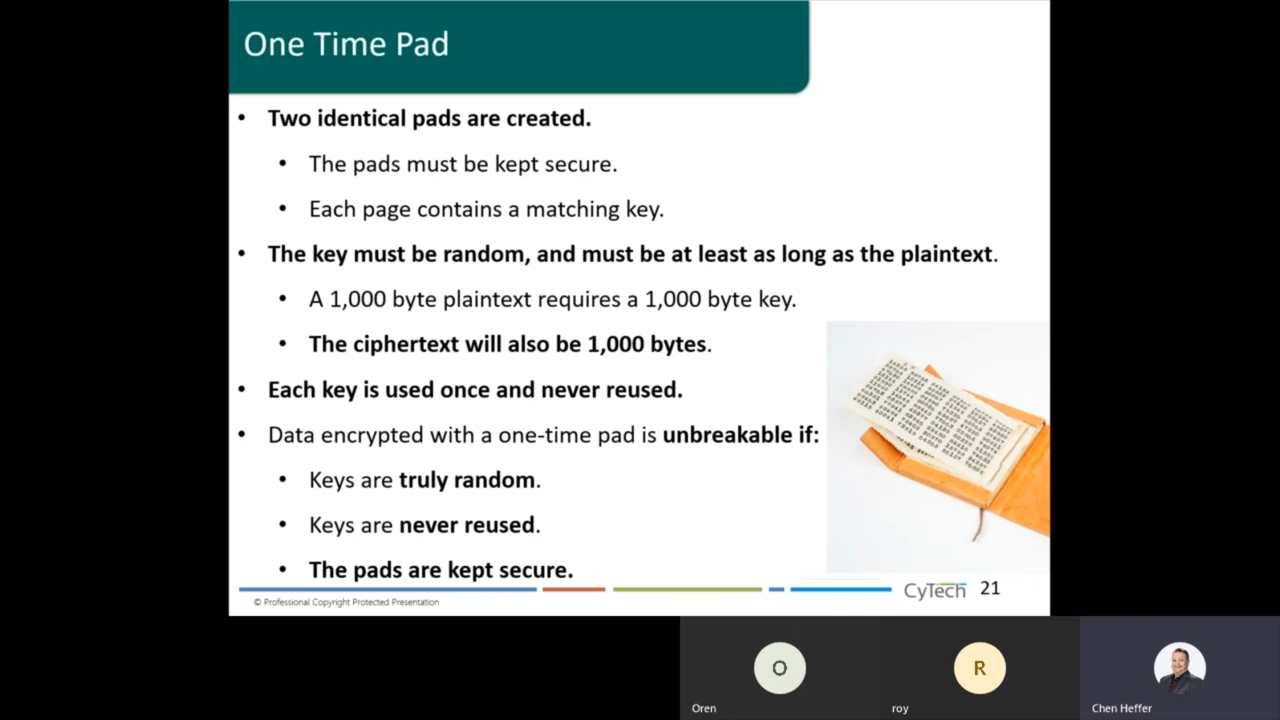 One Time Pad
• Two identical pads are created.
• The pads must be kept secure.
• Each page contains a matching key.
• The key must be random, and must be at least as long as the plaintext.
• A 1,000 byte plaintext requires a 1,000 byte key.
• The ciphertext will also be 1,000 bytes.
• Each key is used once and never reused.
• Data encrypted with a one-time pad is unbreakable if:
• Keys are truly random.
• Keys are never reused.
• The pads are kept secure.
© Professional Copyright Protected Presentation
CyTech 21
O
R
Oren
roy
Chen Heffer